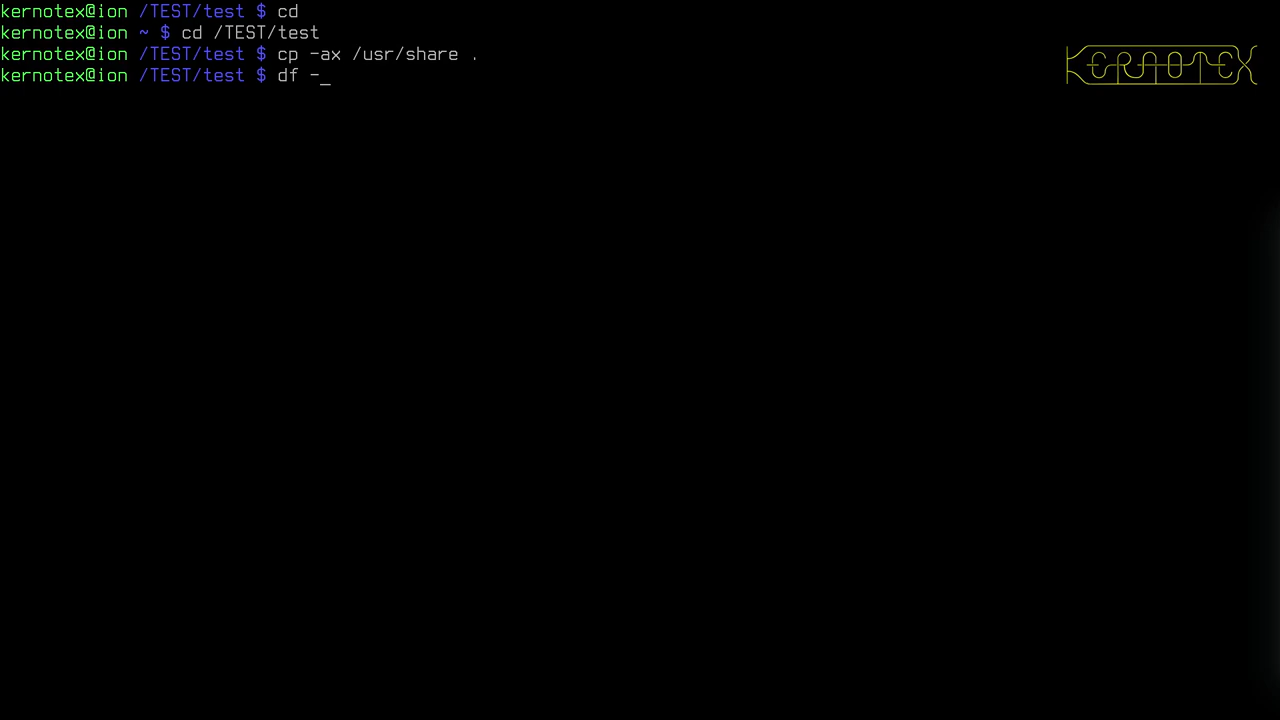 kernotex@ion /TEST/test $ cd
kernotex@ion ~ $ cd /TEST/test
kernotex@ion /TEST/test $ cp -ax /usr/share .
KERNOTEX
kernotex@ion /TEST/test $ df -_